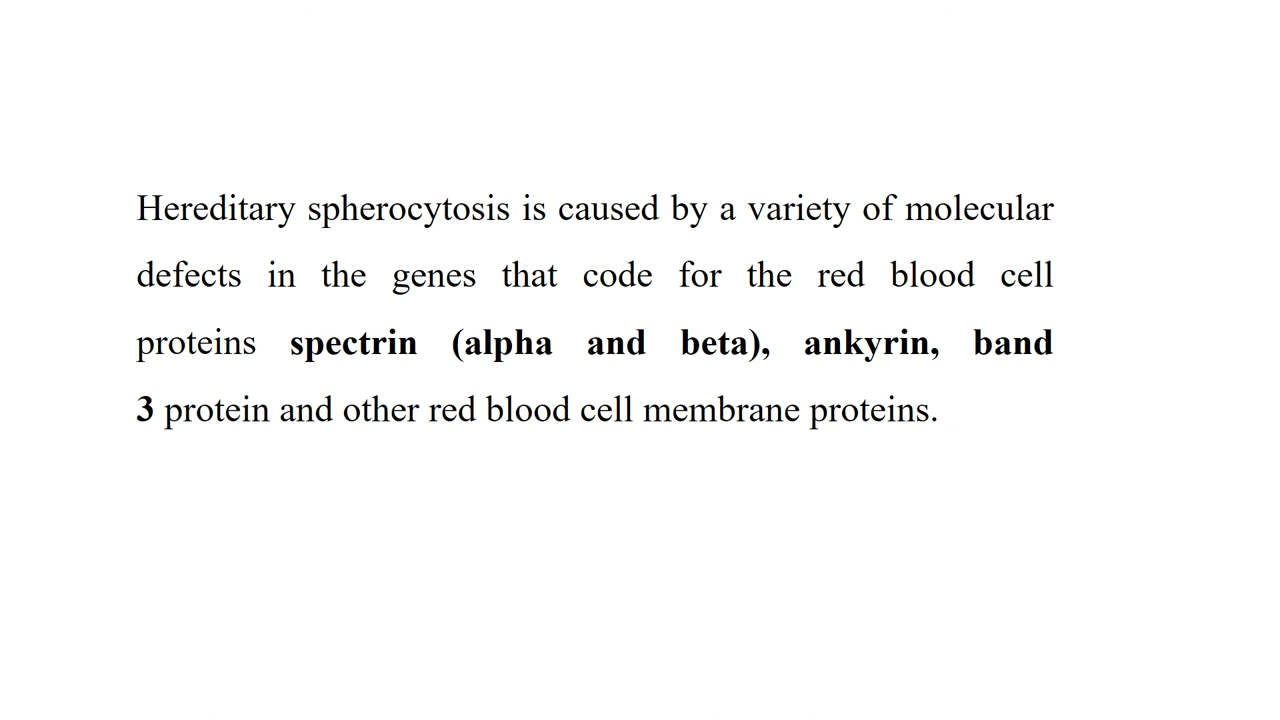 Hereditary spherocytosis is caused by a variety of molecular
defects in the genes that code for the red blood cell
proteins spectrin (alpha and beta), ankyrin, band
3 protein and other red blood cell membrane proteins.